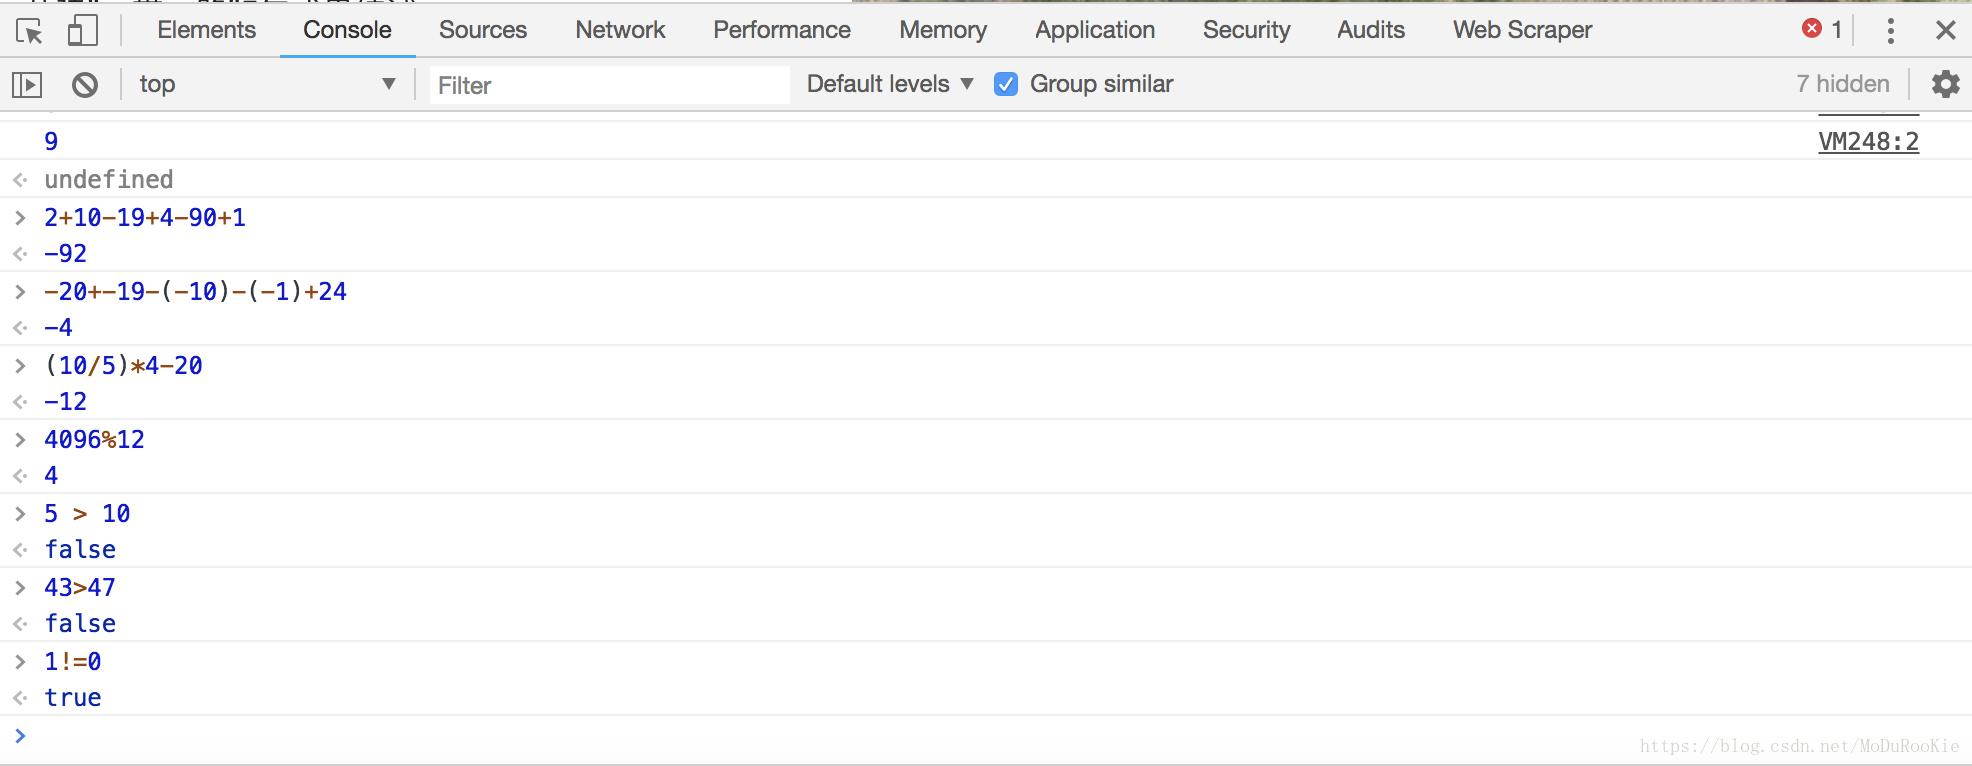 Elements Console Sources Network Performance Memory Application Security Audits Web Scraper 1
top Filter Default levels Group similar 7 hidden
9 VM248:2
undefined
2+10-19+4-90+1
-92
-20+-19-(-10)-(-1)+24
-4
(10/5)*4-20
-12
4096%12
4
5 > 10
false
43>47
false
1!=0
true
https://blog.csdn.net/MoDuRooKie